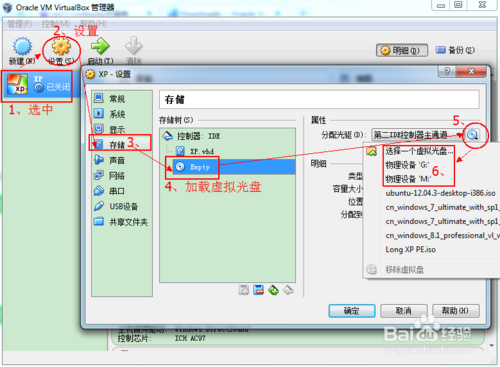 Oracle VM VirtualBox 管理器
管理(F) 控制(M) 帮助(H)
2、设置
新建(N) 设置(S) 启动(T) 清除
明细(D) 备份(S)
XP
已关闭
1、选中
XP - 设置
常规
系统
显示
存储
声音
网络
串口
USB设备
共享文件夹
3、
存储
存储树(S)
控制器: IDE
XP.vhd
Empty
4、加载虚拟光盘
属性
分配光驱(D): 第二IDE控制器主通道
5、
明细
类型
容量大小
位置
分配到
选择一个虚拟光盘...
物理设备 'G:'
物理设备 'M:'
6、
ubuntu-12.04.3-desktop-i386.iso
cn_windows_7_ultimate_with_sp1_
cn_windows_7_ultimate_with_sp1_
cn_windows_8.1_professional_vl_w
Long XP PE.iso
移除虚拟盘
确定 取消 帮助(H)
主机音频驱动: Windows DirectSound
控制芯片: ICH AC97
Bai 经验